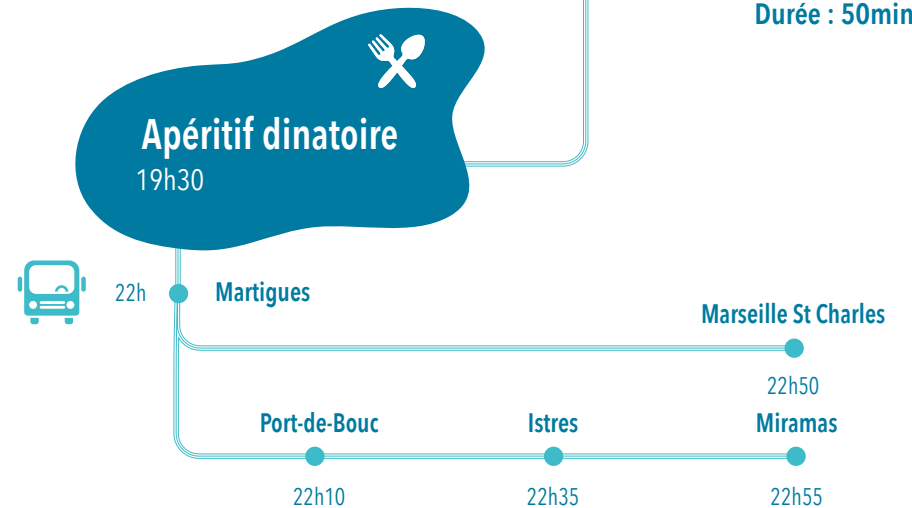 Durée : 50min
Apéritif dinatoire
19h30
22h Martigues
Marseille St Charles
22h50
Port-de-Bouc Istres Miramas
22h10 22h35 22h55